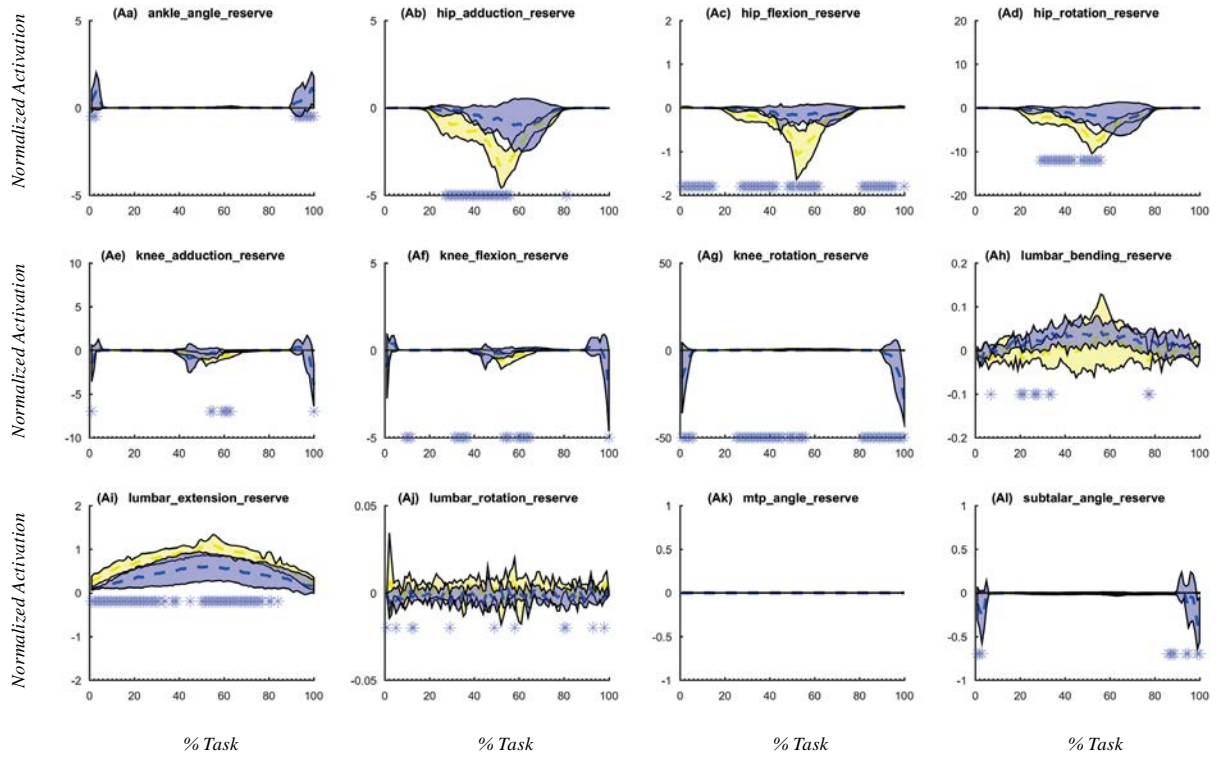 Normalized Activation
(Aa) ankle_angle_reserve
5
0
-5
0 20 40 60 80 100
(Ab) hip_adduction_reserve
5
0
-5
0 20 40 60 80 100
(Ac) hip_flexion_reserve
2
1
0
-1
-2
0 20 40 60 80 100
(Ad) hip_rotation_reserve
20
10
0
-10
-20
0 20 40 60 80 100
Normalized Activation
(Ae) knee_adduction_reserve
10
5
0
-5
-10
0 20 40 60 80 100
(Af) knee_flexion_reserve
5
0
-5
0 20 40 60 80 100
(Ag) knee_rotation_reserve
50
0
-50
0 20 40 60 80 100
(Ah) lumbar_bending_reserve
0.2
0.1
0
-0.1
-0.2
0 20 40 60 80 100
Normalized Activation
(Ai) lumbar_extension_reserve
2
1
0
-1
-2
0 20 40 60 80 100
% Task
(Aj) lumbar_rotation_reserve
0.05
0
-0.05
0 20 40 60 80 100
% Task
(Ak) mtp_angle_reserve
1
0.5
0
-0.5
-1
0 20 40 60 80 100
% Task
(Al) subtalar_angle_reserve
1
0.5
0
-0.5
-1
0 20 40 60 80 100
% Task